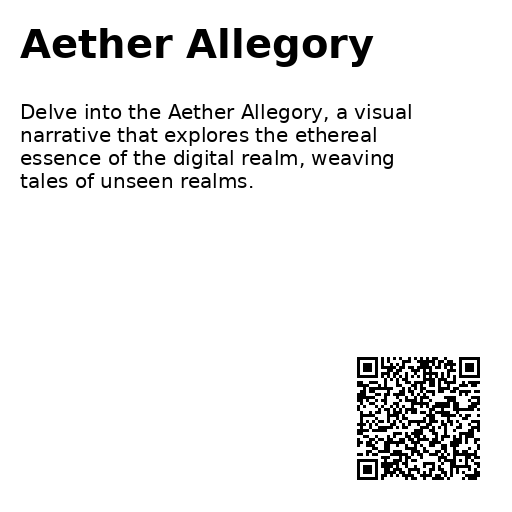 Aether Allegory
Delve into the Aether Allegory, a visual
narrative that explores the ethereal
essence of the digital realm, weaving
tales of unseen realms.